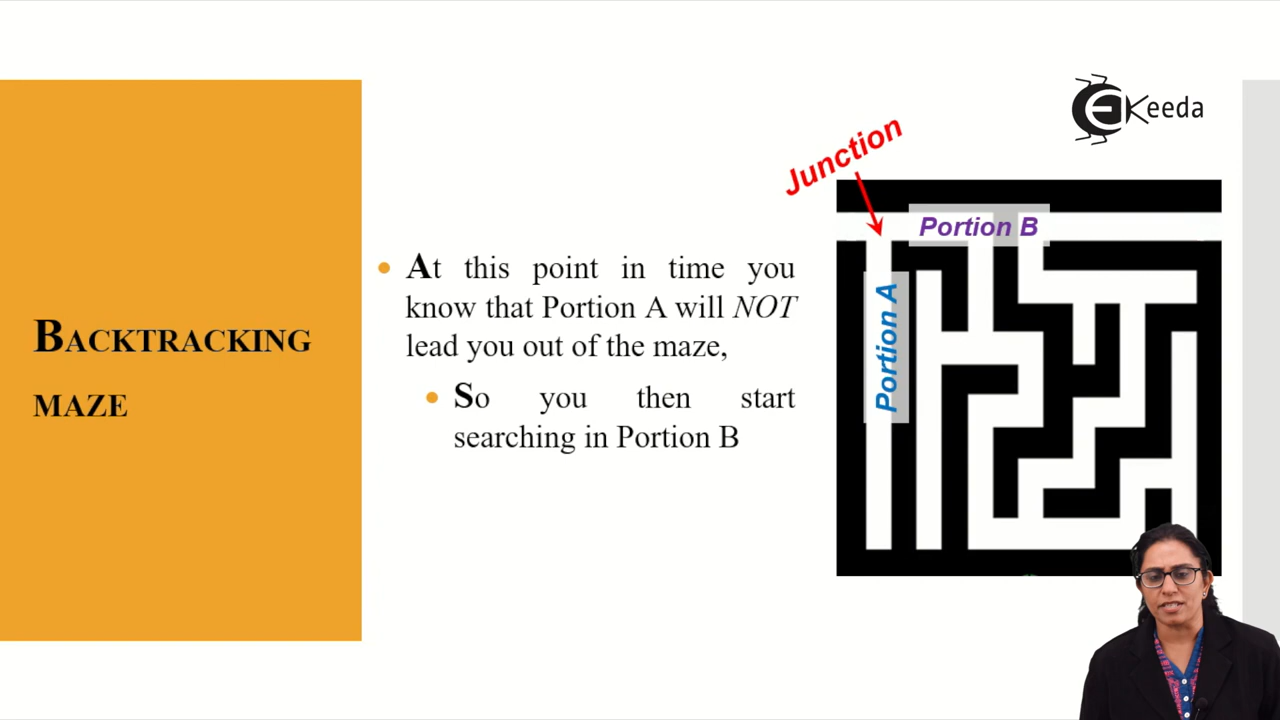 EKeeda
Junction
Portion B
Portion A
BACKTRACKING
MAZE
At this point in time you
know that Portion A will NOT
lead you out of the maze,
So you then start
searching in Portion B